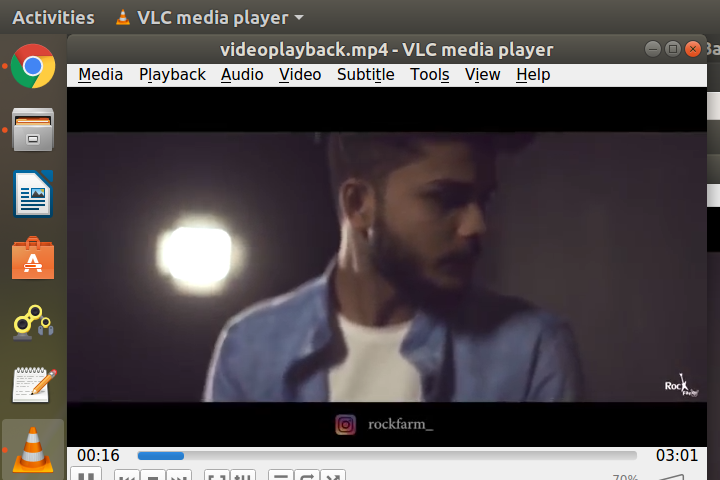 Activities VLC media player
videoplayback.mp4 - VLC media player
Media Playback Audio Video Subtitle Tools View Help
Rock
rockfarm_
00:16 03:01
70%